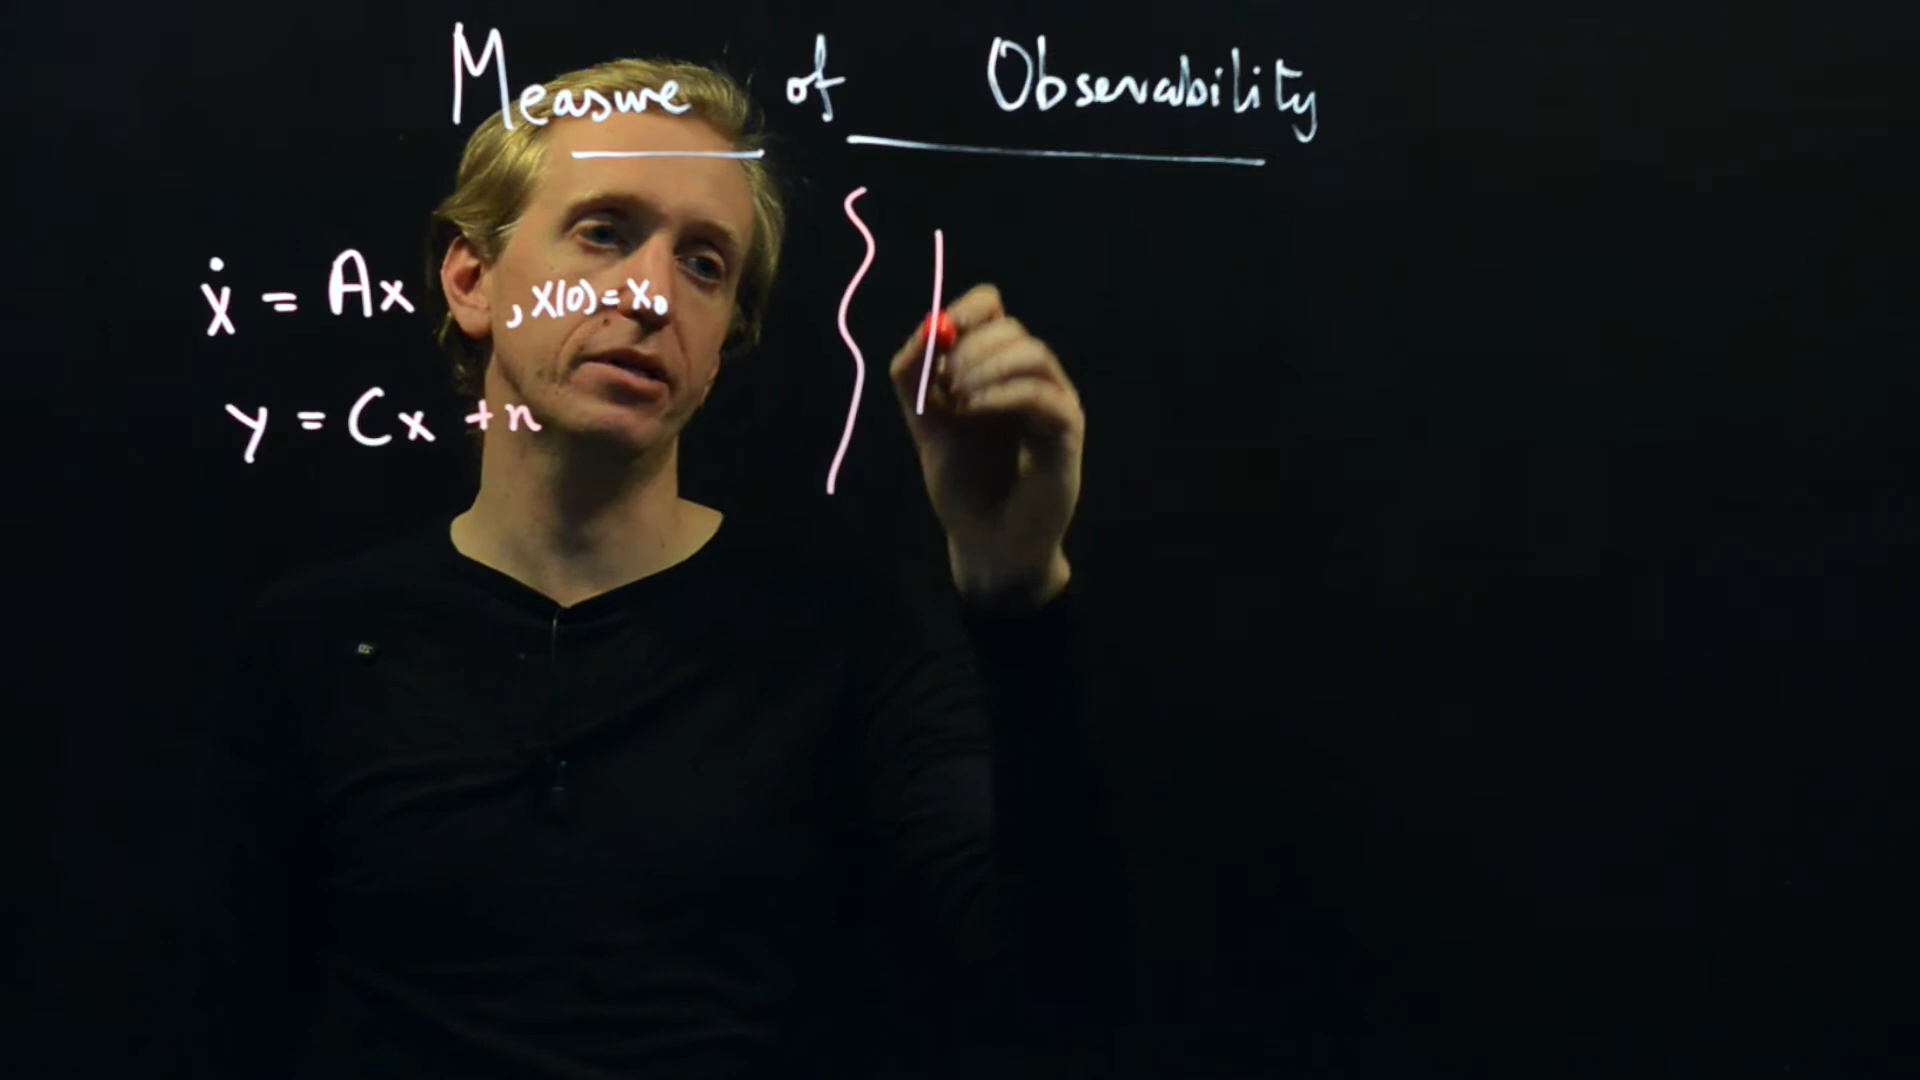 Measure of Observability
ẋ = Ax , x(0) = x₀
y = Cx + n